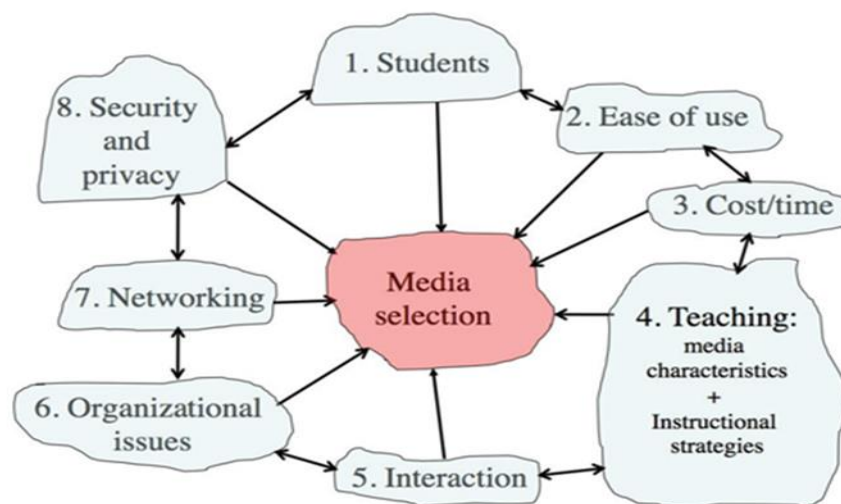 1. Students
2. Ease of use
3. Cost/time
4. Teaching:
media
characteristics
+
Instructional
strategies
5. Interaction
6. Organizational
issues
7. Networking
8. Security
and
privacy
Media
selection